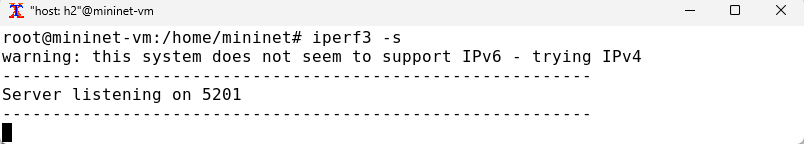 "host: h2"@mininet-vm
root@mininet-vm:/home/mininet# iperf3 -s
warning: this system does not seem to support IPv6 - trying IPv4
-----------------------------------------------------------
Server listening on 5201
-----------------------------------------------------------